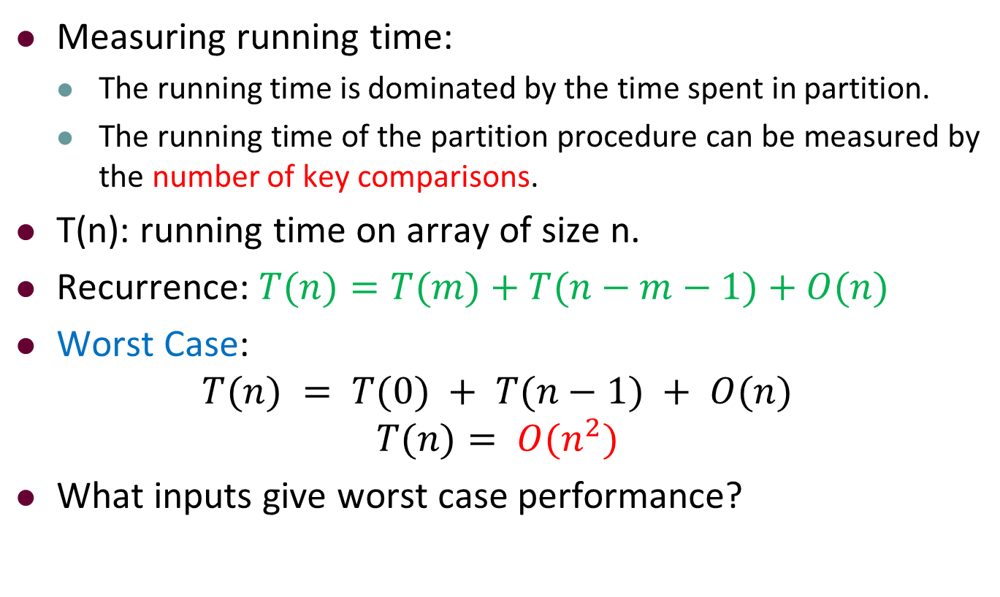 ● Measuring running time:
● The running time is dominated by the time spent in partition.
● The running time of the partition procedure can be measured by
the number of key comparisons.
● T(n): running time on array of size n.
● Recurrence: T(n) = T(m) + T(n − m − 1) + O(n)
● Worst Case:
T(n) = T(0) + T(n − 1) + O(n)
T(n) = O(n²)
● What inputs give worst case performance?